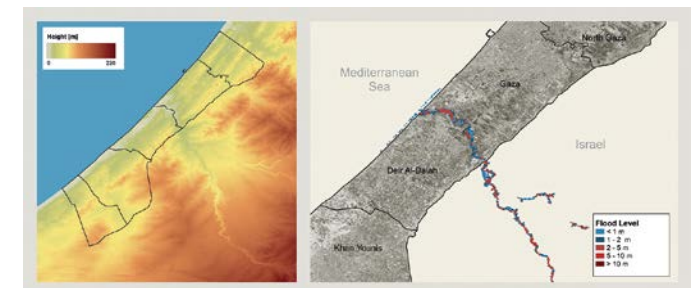 Height [m]
0
North Gaza
Mediterranean
Sea
Gaza
Israel
Deir Al-Balah
Khan Younis
Flood Level
< 1 m
1 - 2 m
2 - 5 m
5 - 10 m
> 10 m